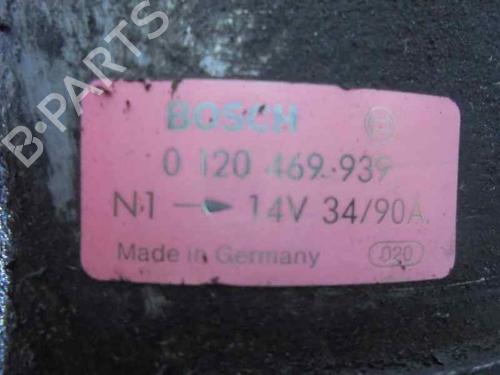 B-PARTS
BOSCH
0 120 469 939
N1 → 14V 34/90A
Made in Germany 020